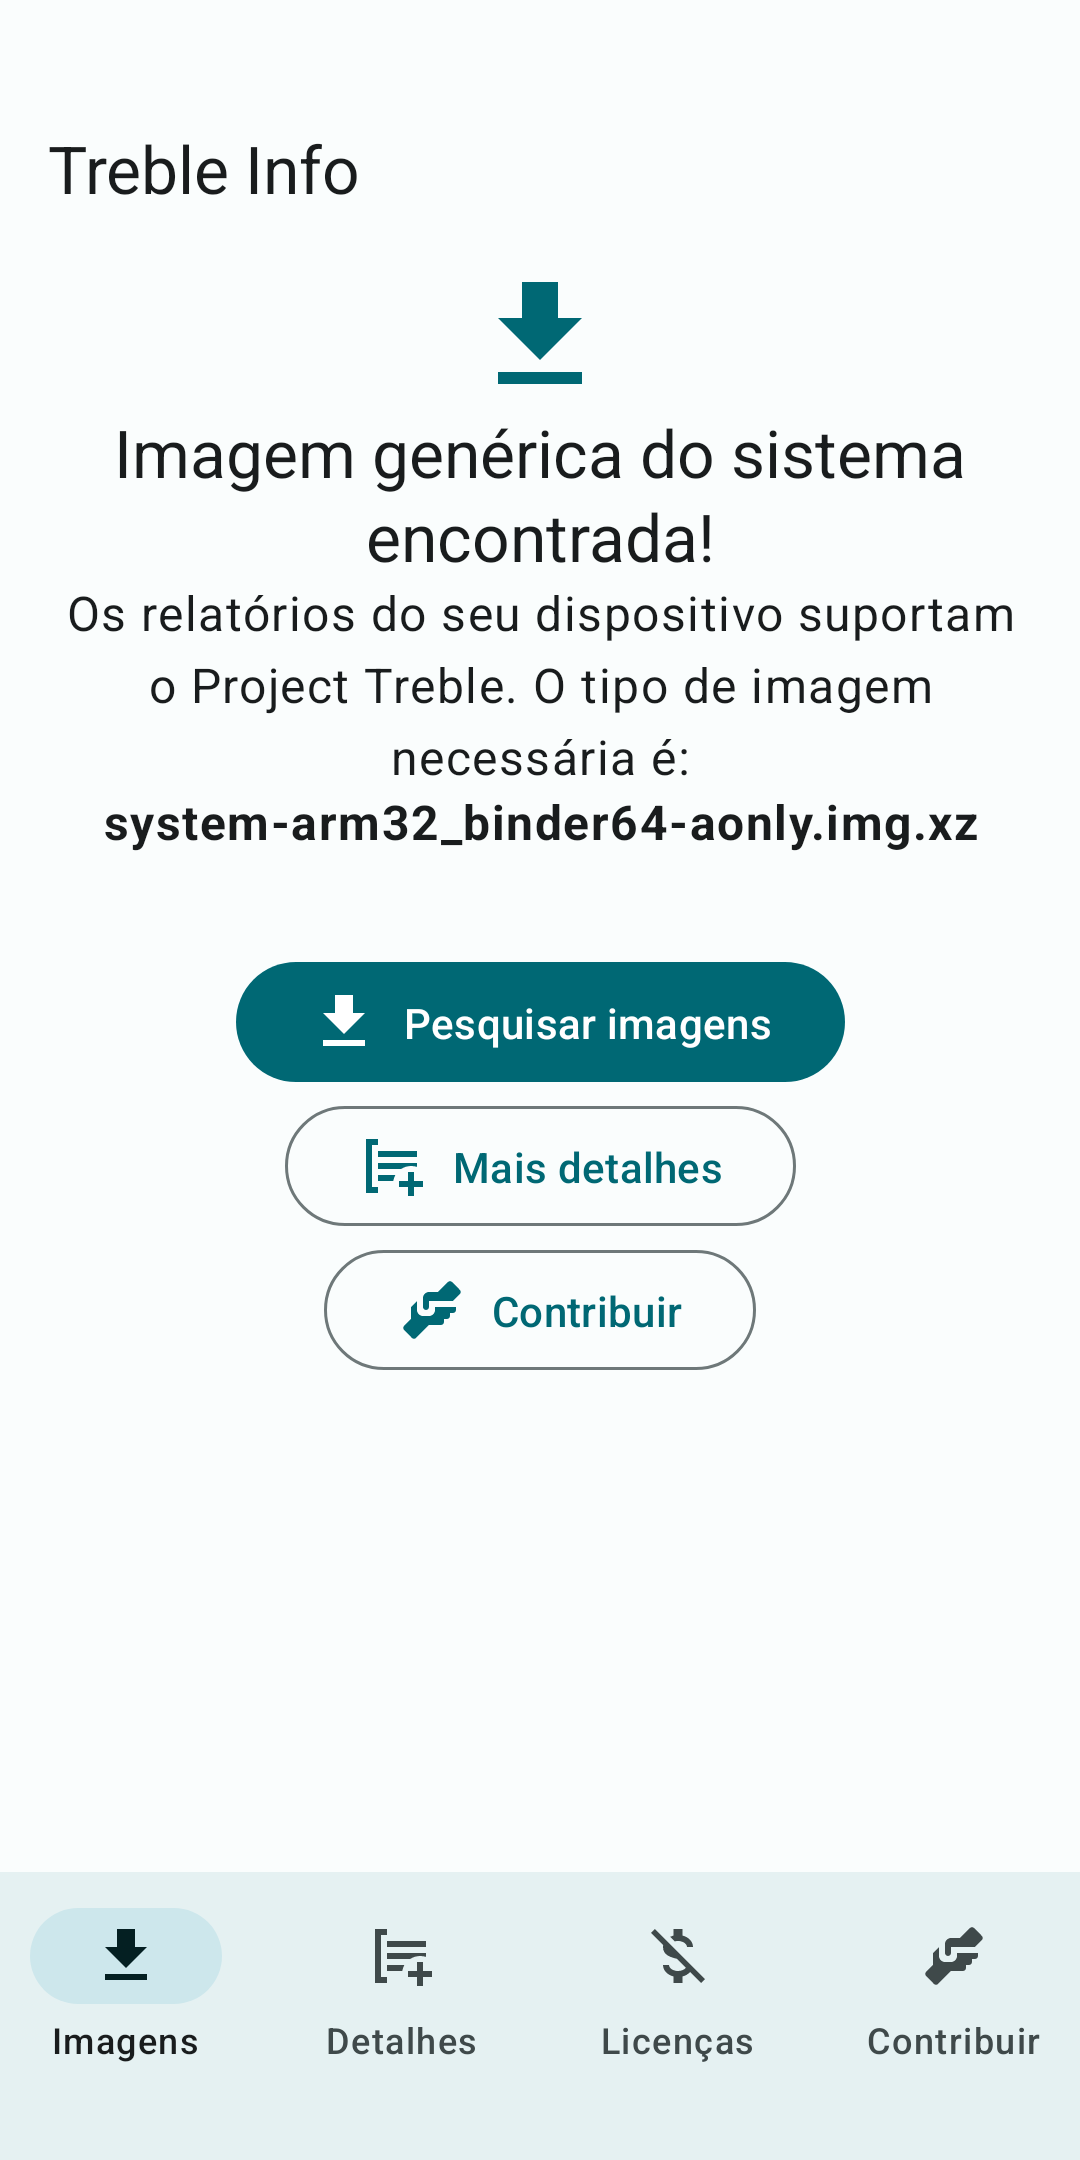 Treble Info
Imagem genérica do sistema
encontrada!
Os relatórios do seu dispositivo suportam
o Project Treble. O tipo de imagem
necessária é:
system-arm32_binder64-aonly.img.xz
Pesquisar imagens
Mais detalhes
Contribuir
Imagens
Detalhes
Licenças
Contribuir